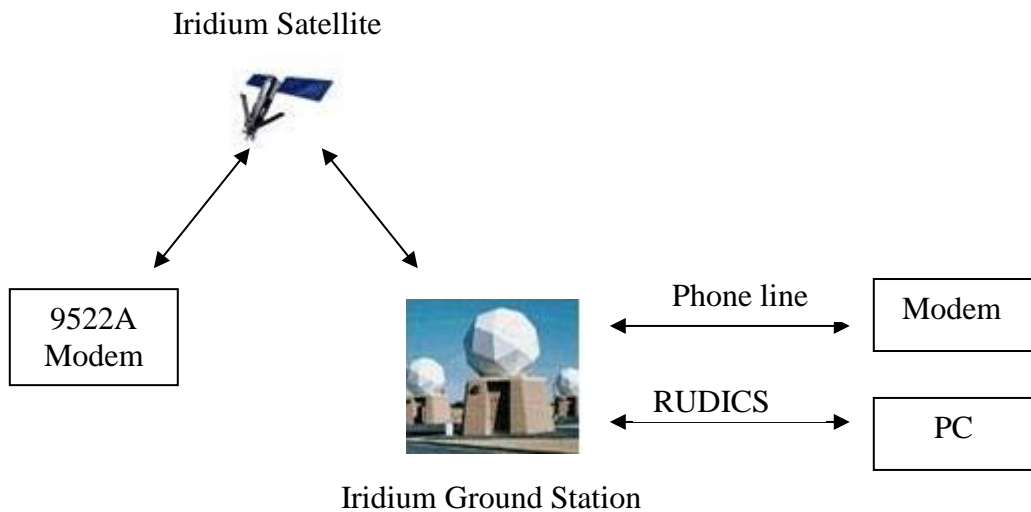 Iridium Satellite
9522A
Modem
Phone line
Modem
RUDICS
PC
Iridium Ground Station